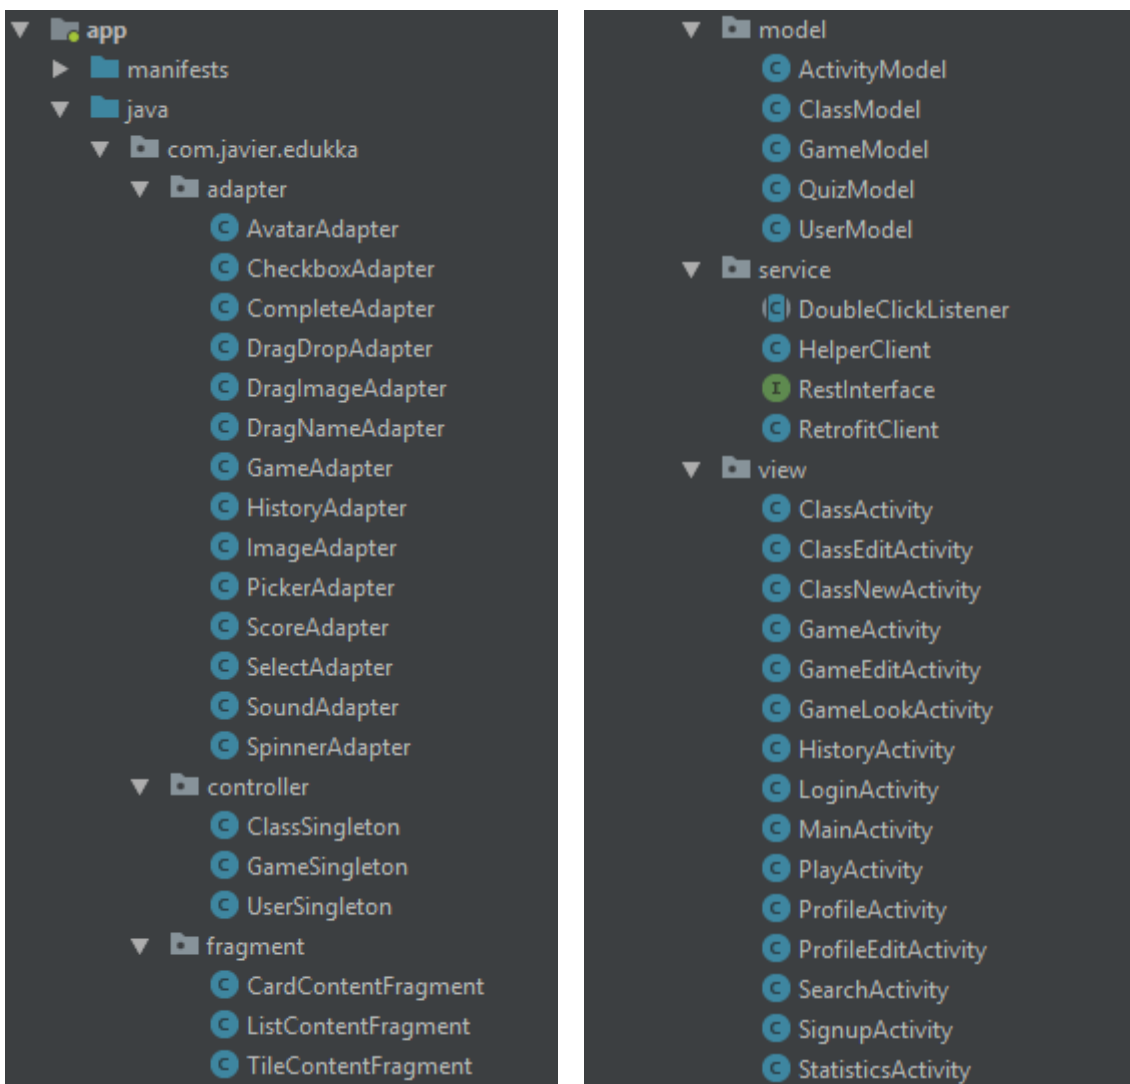 app
manifests
java
com.javier.edukka
adapter
AvatarAdapter
CheckboxAdapter
CompleteAdapter
DragDropAdapter
DragImageAdapter
DragNameAdapter
GameAdapter
HistoryAdapter
ImageAdapter
PickerAdapter
ScoreAdapter
SelectAdapter
SoundAdapter
SpinnerAdapter
controller
ClassSingleton
GameSingleton
UserSingleton
fragment
CardContentFragment
ListContentFragment
TileContentFragment
model
ActivityModel
ClassModel
GameModel
QuizModel
UserModel
service
DoubleClickListener
HelperClient
RestInterface
RetrofitClient
view
ClassActivity
ClassEditActivity
ClassNewActivity
GameActivity
GameEditActivity
GameLookActivity
HistoryActivity
LoginActivity
MainActivity
PlayActivity
ProfileActivity
ProfileEditActivity
SearchActivity
SignupActivity
StatisticsActivity